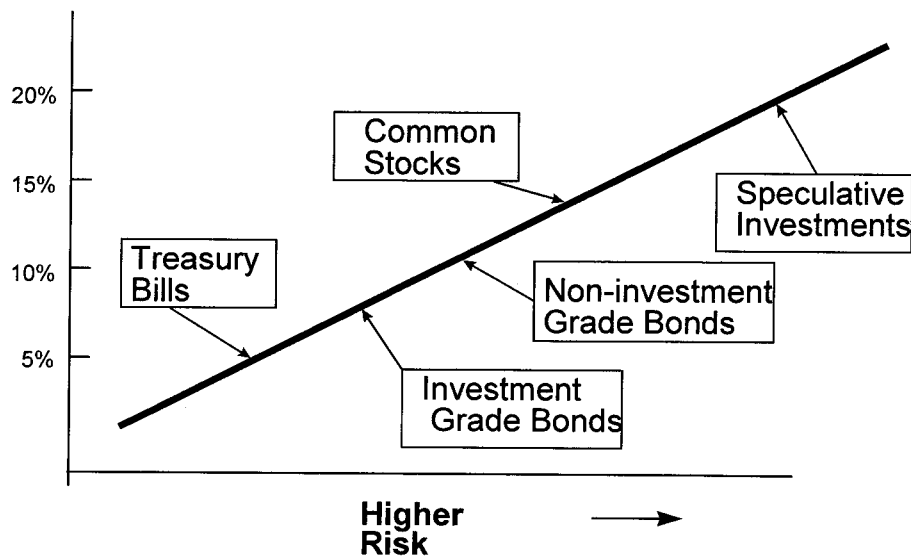 20%
Common
Stocks
15%
Speculative
Investments
Treasury
Bills
10%
Non-investment
Grade Bonds
5%
Investment
Grade Bonds
Higher
Risk